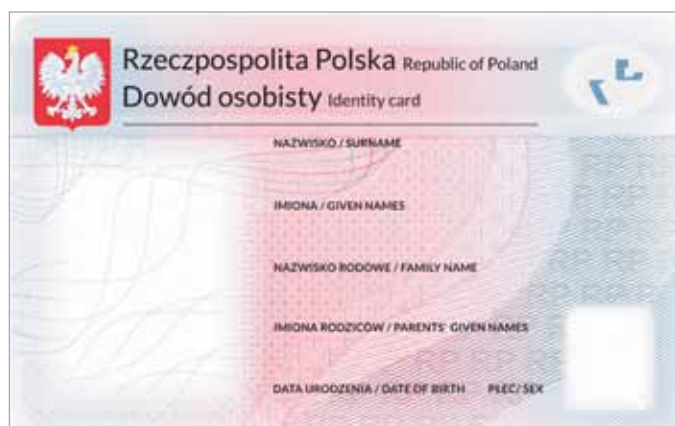 Rzeczpospolita Polska Republic of Poland
Dowód osobisty Identity card
NAZWISKO / SURNAME
IMIONA / GIVEN NAMES
NAZWISKO RODOWE / FAMILY NAME
IMIONA RODZICÓW / PARENTS' GIVEN NAMES
DATA URODZENIA / DATE OF BIRTH PŁEĆ/ SEX